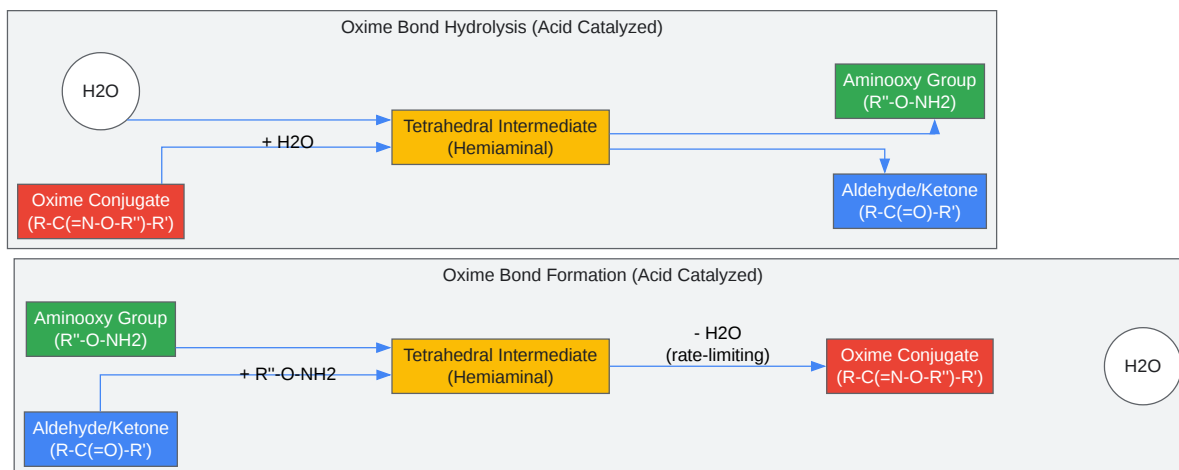 Oxime Bond Hydrolysis (Acid Catalyzed)
H2O
Aminooxy Group
(R"-O-NH2)
+ H2O
Tetrahedral Intermediate
(Hemiaminal)
Oxime Conjugate
(R-C(=N-O-R")-R')
Aldehyde/Ketone
(R-C(=O)-R')
Oxime Bond Formation (Acid Catalyzed)
Aminooxy Group
(R"-O-NH2)
+ R"-O-NH2
Tetrahedral Intermediate
(Hemiaminal)
- H2O
(rate-limiting)
Oxime Conjugate
(R-C(=N-O-R")-R')
H2O
Aldehyde/Ketone
(R-C(=O)-R')